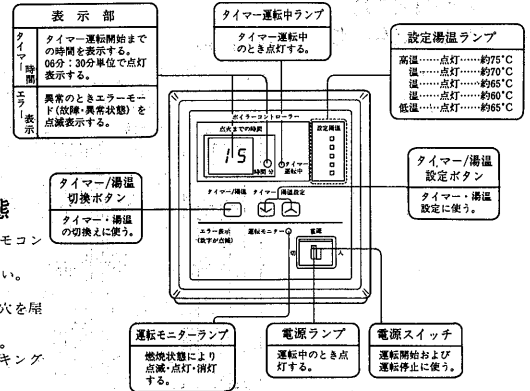 表示部
タイマー時間
タイマー運転開始まで
の時間を表示する。
06分：30分単位で点灯
表示する。
エラー表示
異常のときエラーモー
ド(故障・異常状態)を
点滅表示する。
タイマー運転中ランプ
タイマー運転中
のとき点灯する。
設定湯温ランプ
高温……点灯……約75°C
温……点灯……約70°C
温……点灯……約65°C
温……点灯……約60°C
低温……点灯……約65°C
ボイラーコントローラー
点火までの時間
設定湯温
15
時間 分
タイマー
運転中
タイマー/湯温
タイマー 湯温設定
エラー表示
(数字が点滅)
運転モニター
電源
切
入
タイマー/湯温
切換ボタン
タイマー・湯温
の切換えに使う。
タイマー/湯温
設定ボタン
タイマー・湯温
設定に使う。
態
モコン
い。
穴を屋
。
キング
運転モニターランプ
燃焼状態により
点滅・点灯・消灯
する。
電源ランプ
運転中のとき点
灯する。
電源スイッチ
運転開始および
運転停止に使う。